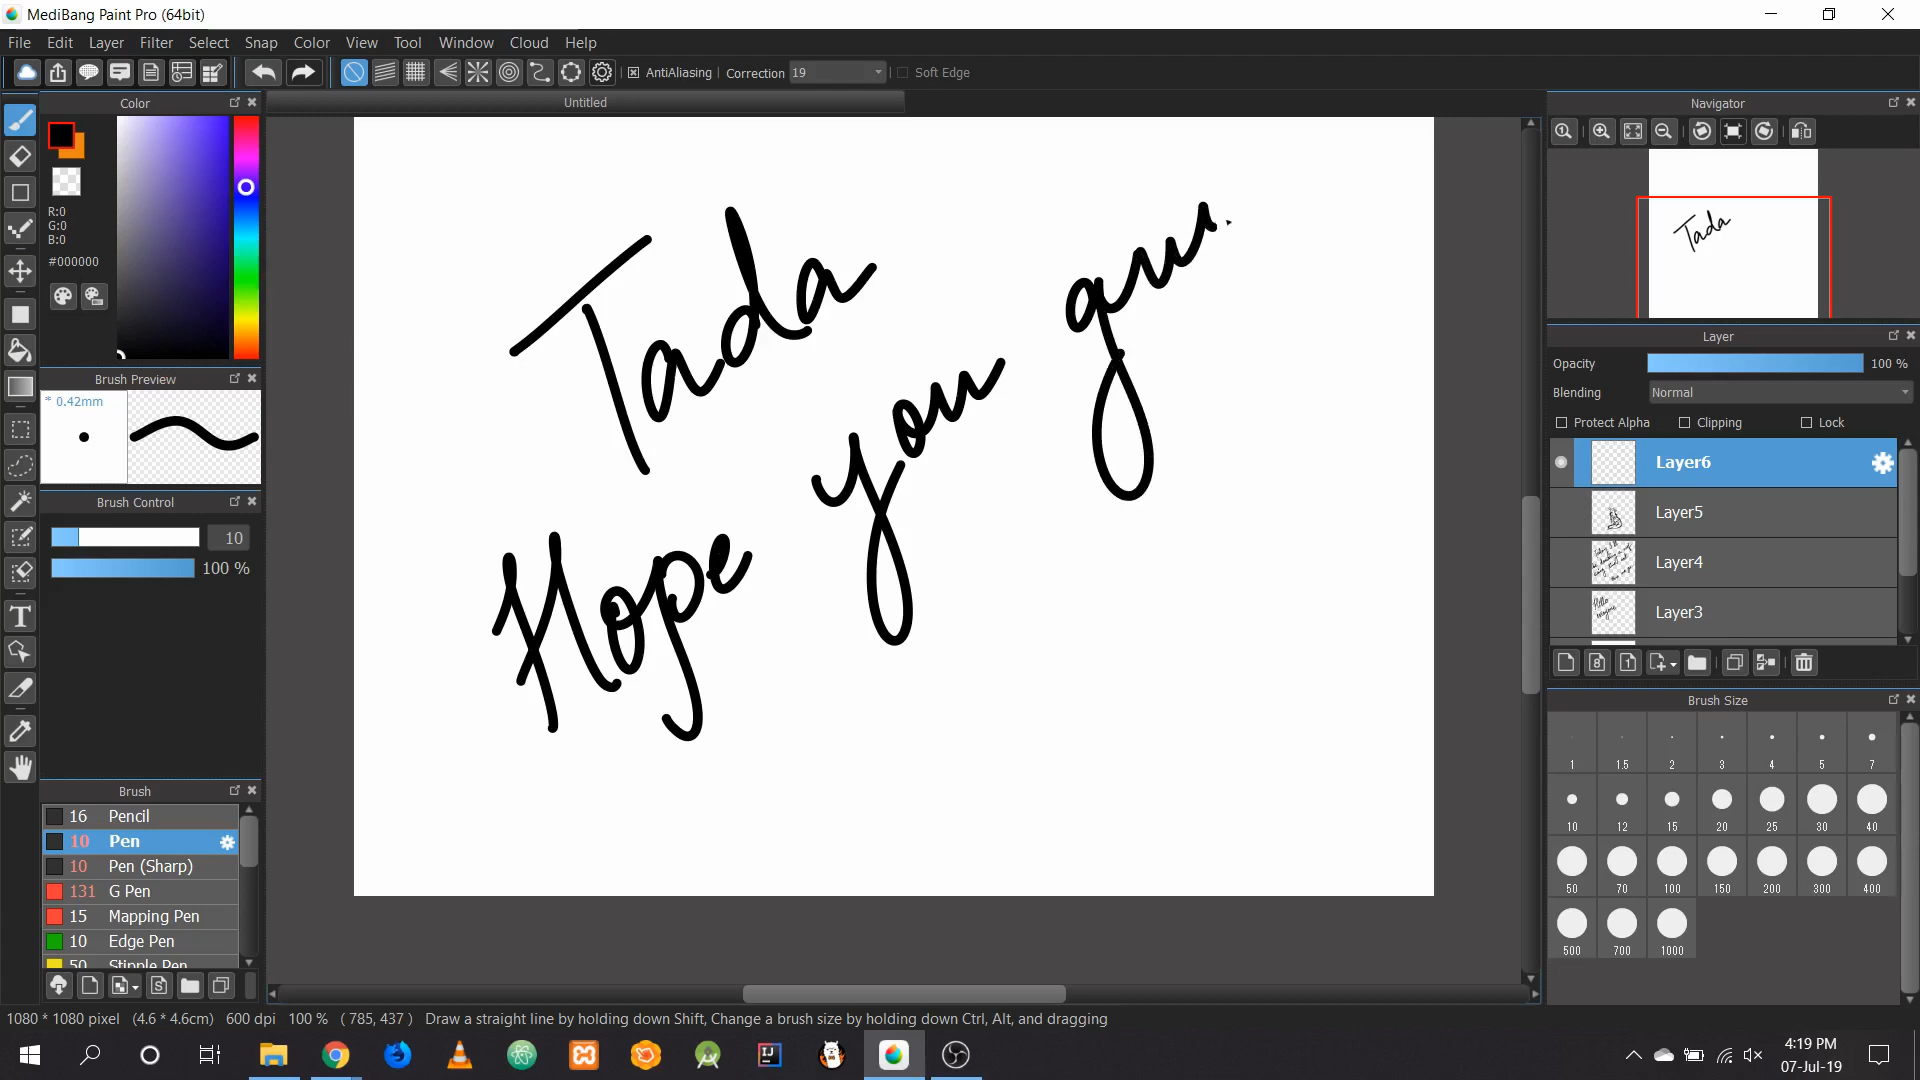 MediBang Paint Pro (64bit)
File Edit Layer Filter Select Snap Color View Tool Window Cloud Help
AntiAliasing Correction 19 Soft Edge
Color
Untitled
Navigator
R:0
G:0
B:0
#000000
Tada
Hope you
Brush Preview
* 0.42mm
Brush Control
10
100 %
Brush
16 Pencil
10 Pen
10 Pen (Sharp)
131 G Pen
15 Mapping Pen
10 Edge Pen
50 Stipple Pen
Tada
Layer
Opacity 100 %
Blending Normal
Protect Alpha Clipping Lock
Layer6
Layer5
Layer4
Layer3
Brush Size
1 1.5 2 3 4 5 7
10 12 15 20 25 30 40
50 70 100 150 200 300 400
500 700 1000
1080 * 1080 pixel (4.6 * 4.6cm) 600 dpi 100 % ( 785, 437 ) Draw a straight line by holding down Shift, Change a brush size by holding down Ctrl, Alt, and dragging
4:19 PM
07-Jul-19